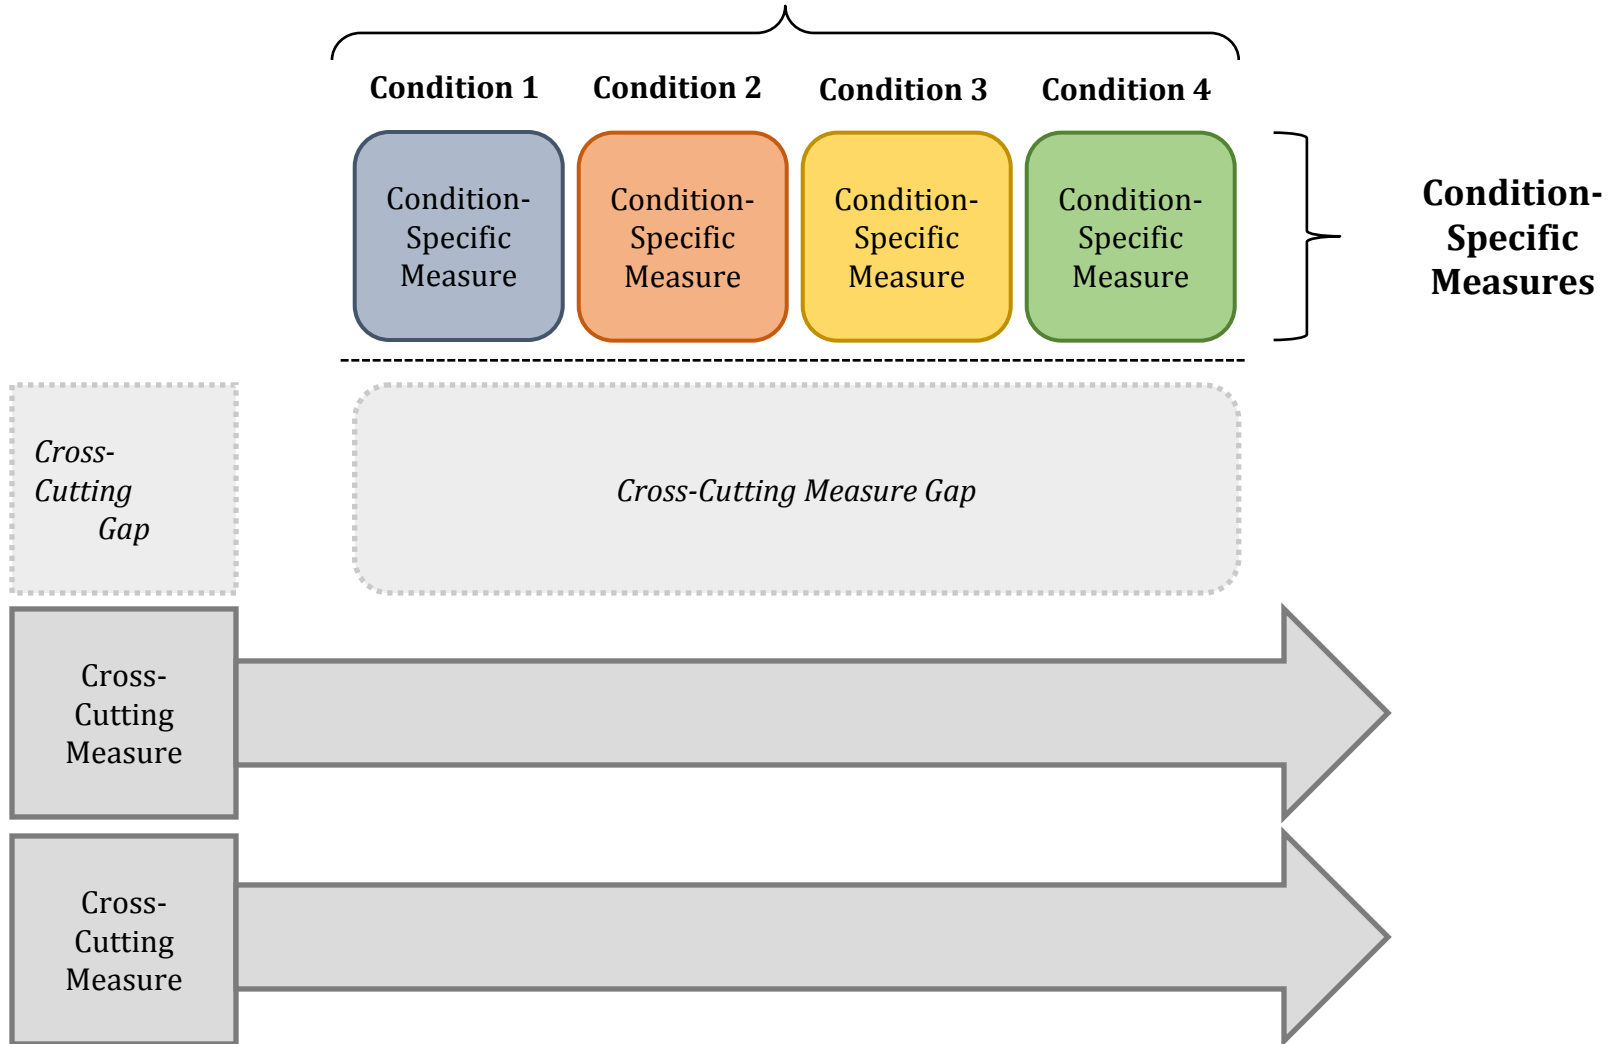 Condition 1
Condition 2
Condition 3
Condition 4
Condition-
Specific
Measure
Condition-
Specific
Measure
Condition-
Specific
Measure
Condition-
Specific
Measure
Condition-
Specific
Measures
Cross-
Cutting
Gap
Cross-Cutting Measure Gap
Cross-
Cutting
Measure
Cross-
Cutting
Measure